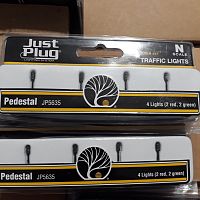 Just
Plug
N
SCALE
TRAFFIC LIGHTS
Pedestal JP5635
4 Lights (2 red, 2 green)
Pedestal JP5635
4 Lights (2 red, 2 green)